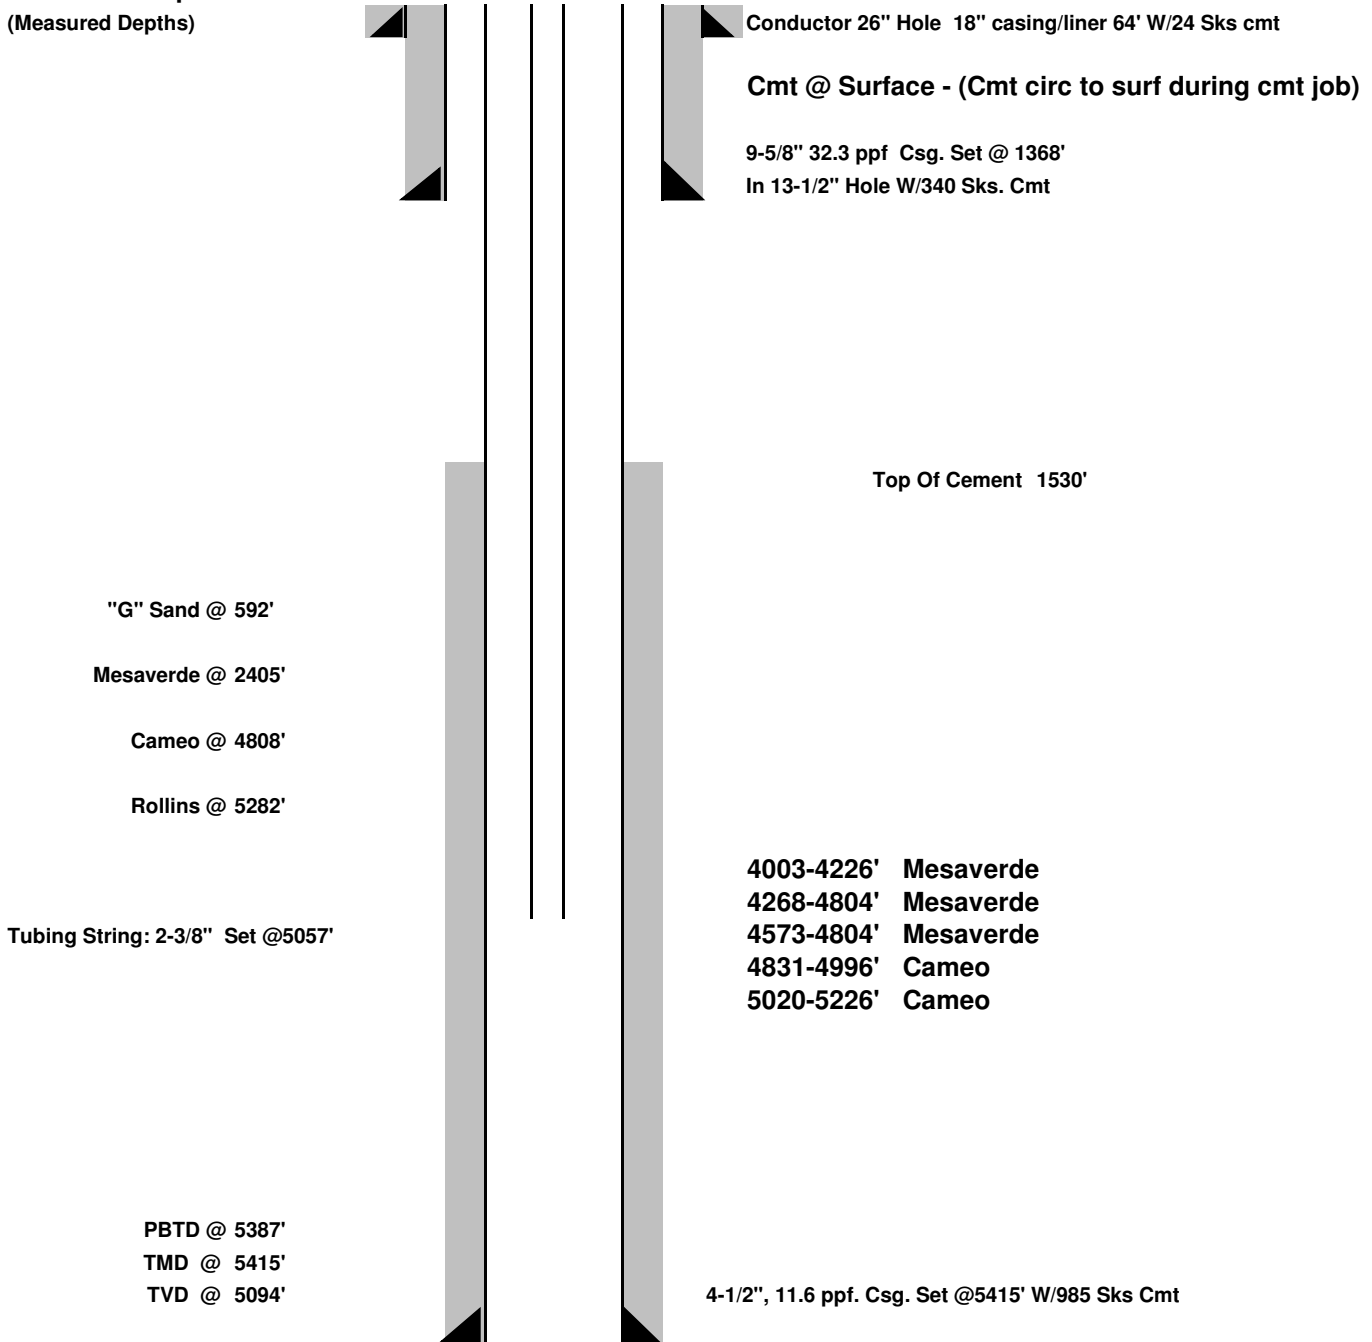 (Measured Depths)
Conductor 26" Hole 18" casing/liner 64' W/24 Sks cmt
Cmt @ Surface - (Cmt circ to surf during cmt job)
9-5/8" 32.3 ppf Csg. Set @ 1368'
In 13-1/2" Hole W/340 Sks. Cmt
Top Of Cement 1530'
"G" Sand @ 592'
Mesaverde @ 2405'
Cameo @ 4808'
Rollins @ 5282'
4003-4226' Mesaverde
4268-4804' Mesaverde
4573-4804' Mesaverde
4831-4996' Cameo
5020-5226' Cameo
Tubing String: 2-3/8" Set @5057'
PBTD @ 5387'
TMD @ 5415'
TVD @ 5094'
4-1/2", 11.6 ppf. Csg. Set @5415' W/985 Sks Cmt